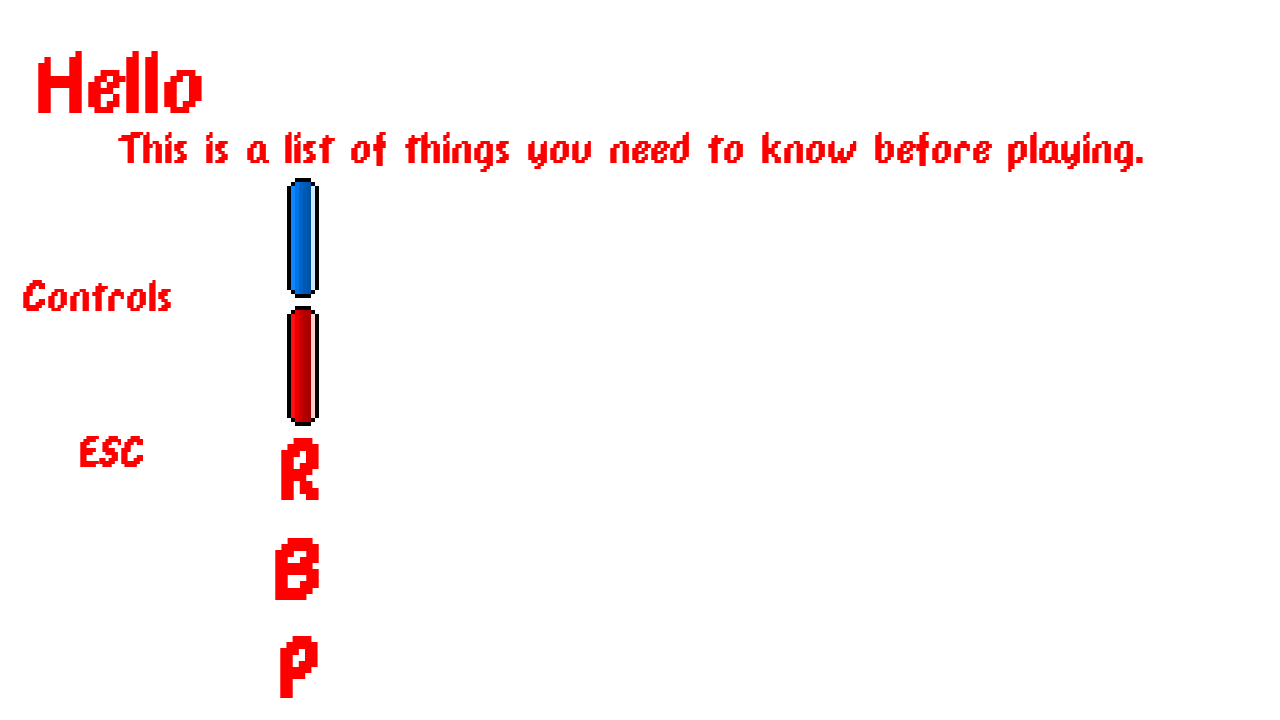 Hello
This is a list of things you need to know before playing.
Controls
ESC
R
B
P